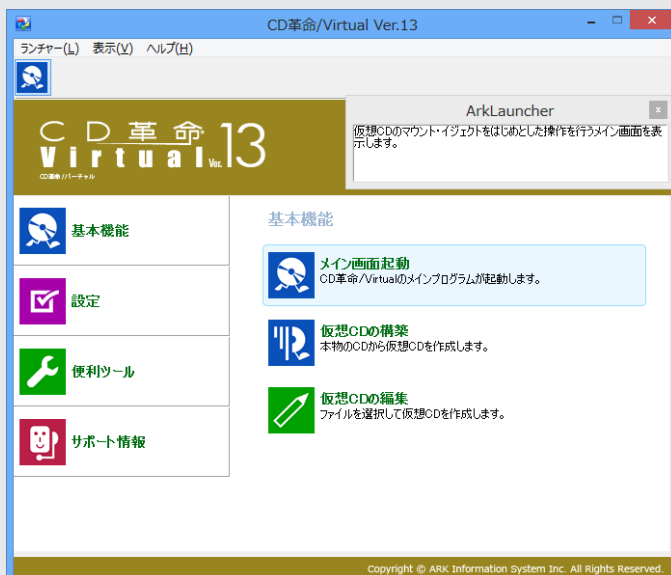 CD革命/Virtual Ver.13
ランチャー(L) 表示(V) ヘルプ(H)
ArkLauncher
仮想CDのマウント・イジェクトをはじめとした操作を行うメイン画面を表
示します。
CD革命
Virtual Ver.13
CD革命/バーチャル
基本機能
設定
便利ツール
サポート情報
基本機能
メイン画面起動
CD革命/Virtualのメインプログラムが起動します。
仮想CDの構築
本物のCDから仮想CDを作成します。
仮想CDの編集
ファイルを選択して仮想CDを作成します。
Copyright © ARK Information System Inc. All Rights Reserved.